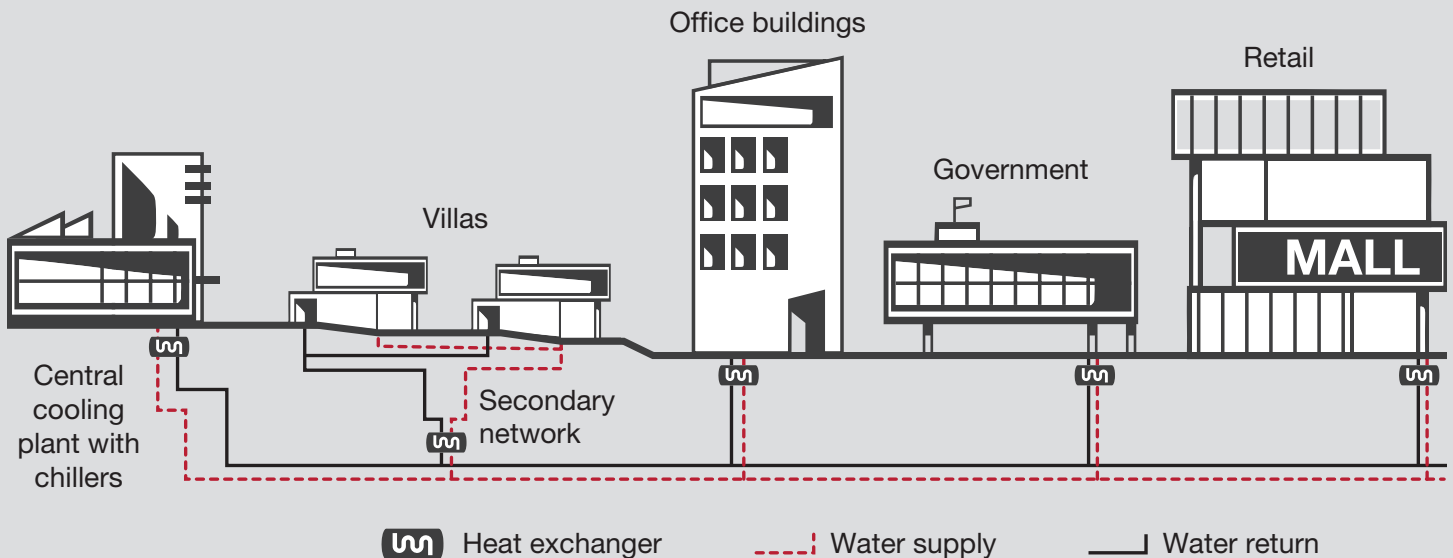 Office buildings
Retail
Government
Villas
MALL
Central
cooling
plant with
chillers
Secondary
network
Heat exchanger
Water supply
Water return